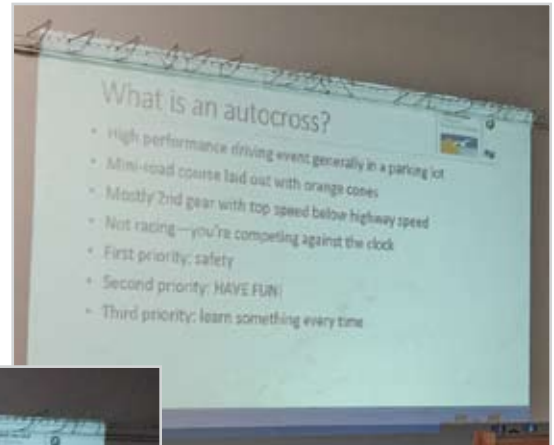 What is an autocross?
• High performance driving event generally in a parking lot
• Mini-road course laid out with orange cones
• Mostly 2nd gear with top speed below highway speed
• Not racing—you're competing against the clock
• First priority: safety
• Second priority: HAVE FUN!
• Third priority: learn something every time